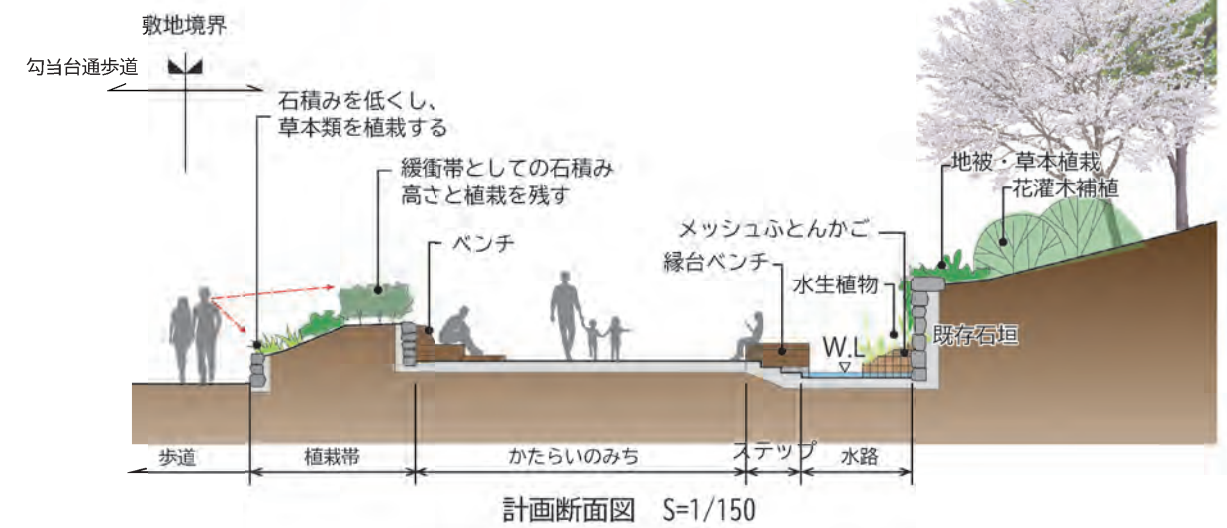 敷地境界
勾当台通歩道
石積みを低くし、
草本類を植栽する
緩衝帯としての石積み
高さと植栽を残す
ベンチ
地被・草本植栽
花灌木補植
メッシュふとんかご
縁台ベンチ
水生植物
W.L
既存石垣
歩道
植栽帯
かたらいのみち
ステップ
水路
計画断面図 S=1/150